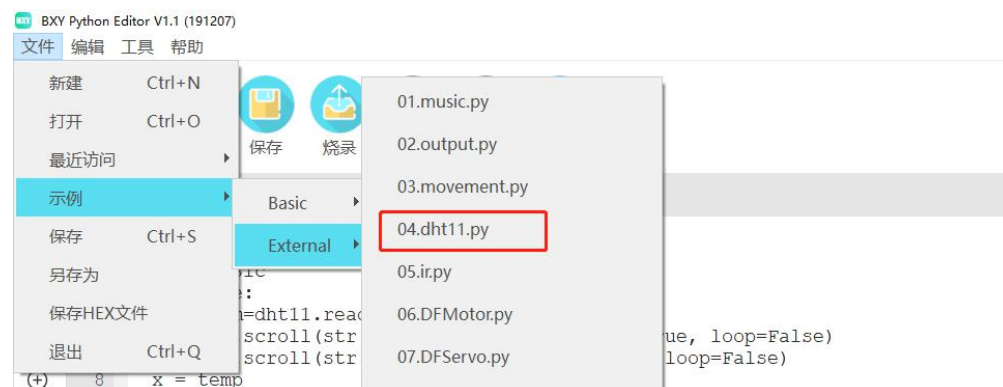 BXY Python Editor V1.1 (191207)
文件 编辑 工具 帮助
新建 Ctrl+N
打开 Ctrl+O
最近访问
示例
保存 Ctrl+S
另存为
保存HEX文件
退出 Ctrl+Q
保存 烧录
Basic
External
01.music.py
02.output.py
03.movement.py
04.dht11.py
05.ir.py
06.DFMotor.py
07.DFServo.py
=dht11.read
scroll(str ue, loop=False)
scroll(str loop=False)
(+) 8 x = temp